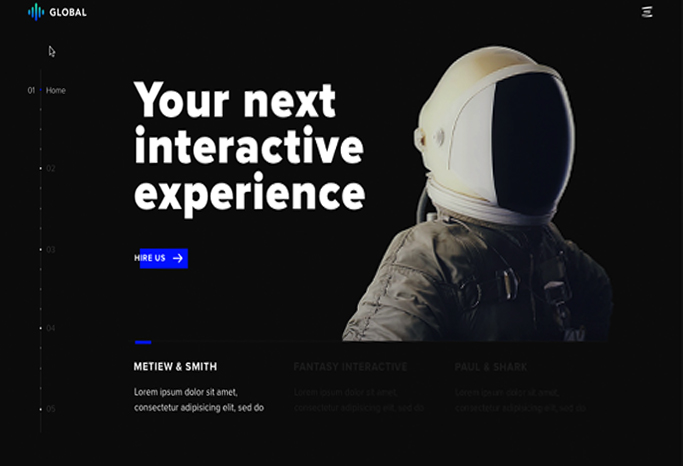 GLOBAL
01 Home
Your next
interactive
experience
02
03
HIRE US
04
METIEW & SMITH
FANTASY INTERACTIVE
PAUL & SHARK
Lorem ipsum dolor sit amet,
consectetur adipisicing elit, sed do
Lorem ipsum dolor sit amet,
consectetur adipisicing elit, sed do
Lorem ipsum dolor sit amet,
consectetur adipisicing elit, sed do
05